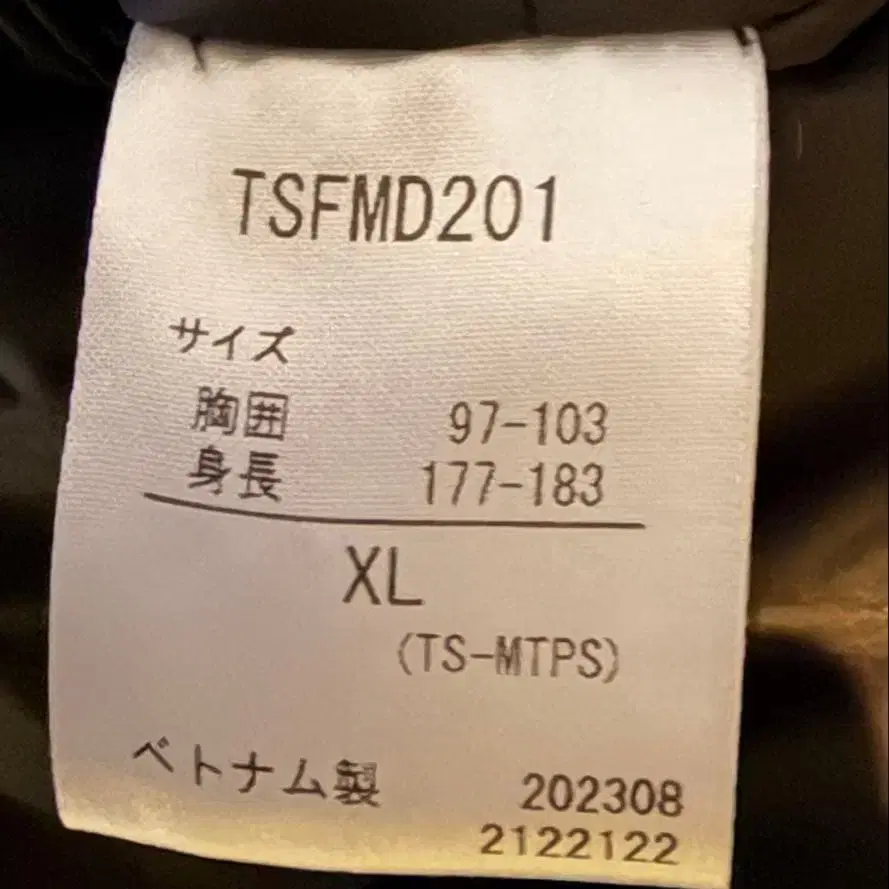 TSFMD201
サイズ
胸囲 97-103
身長 177-183
XL
(TS-MTPS)
ベトナム製 202308
2122122